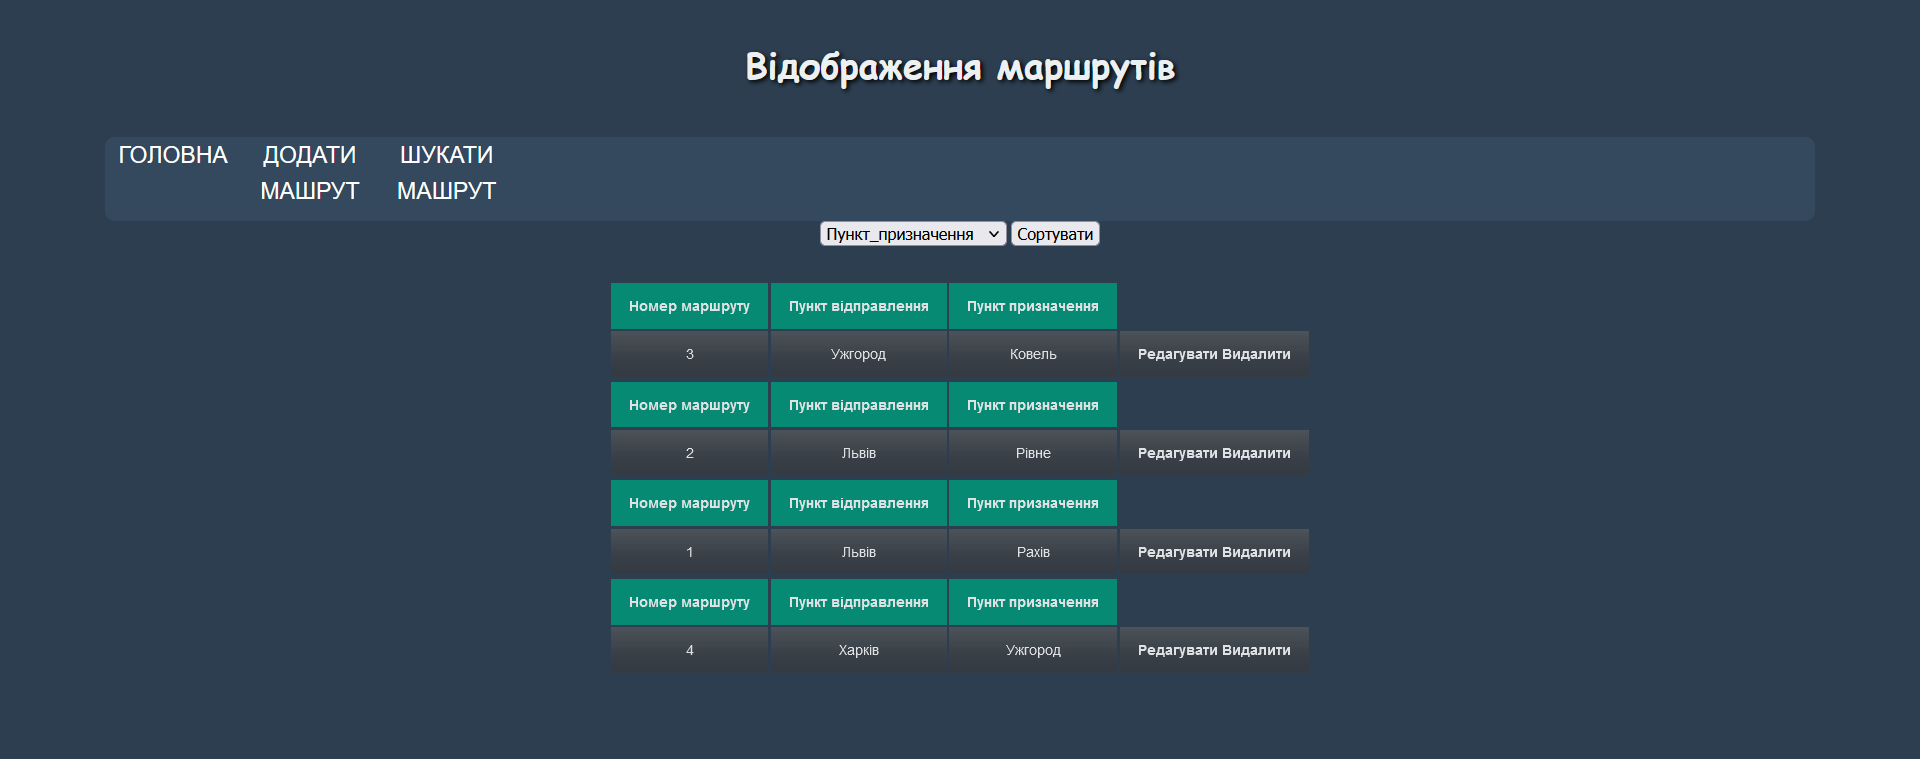 Відображення маршрутів
ГОЛОВНА ДОДАТИ ШУКАТИ
МАШРУТ МАШРУТ
Пункт_призначення Сортувати
Номер маршруту Пункт відправлення Пункт призначення
3 Ужгород Ковель Редагувати Видалити
Номер маршруту Пункт відправлення Пункт призначення
2 Львів Рівне Редагувати Видалити
Номер маршруту Пункт відправлення Пункт призначення
1 Львів Рахів Редагувати Видалити
Номер маршруту Пункт відправлення Пункт призначення
4 Харків Ужгород Редагувати Видалити